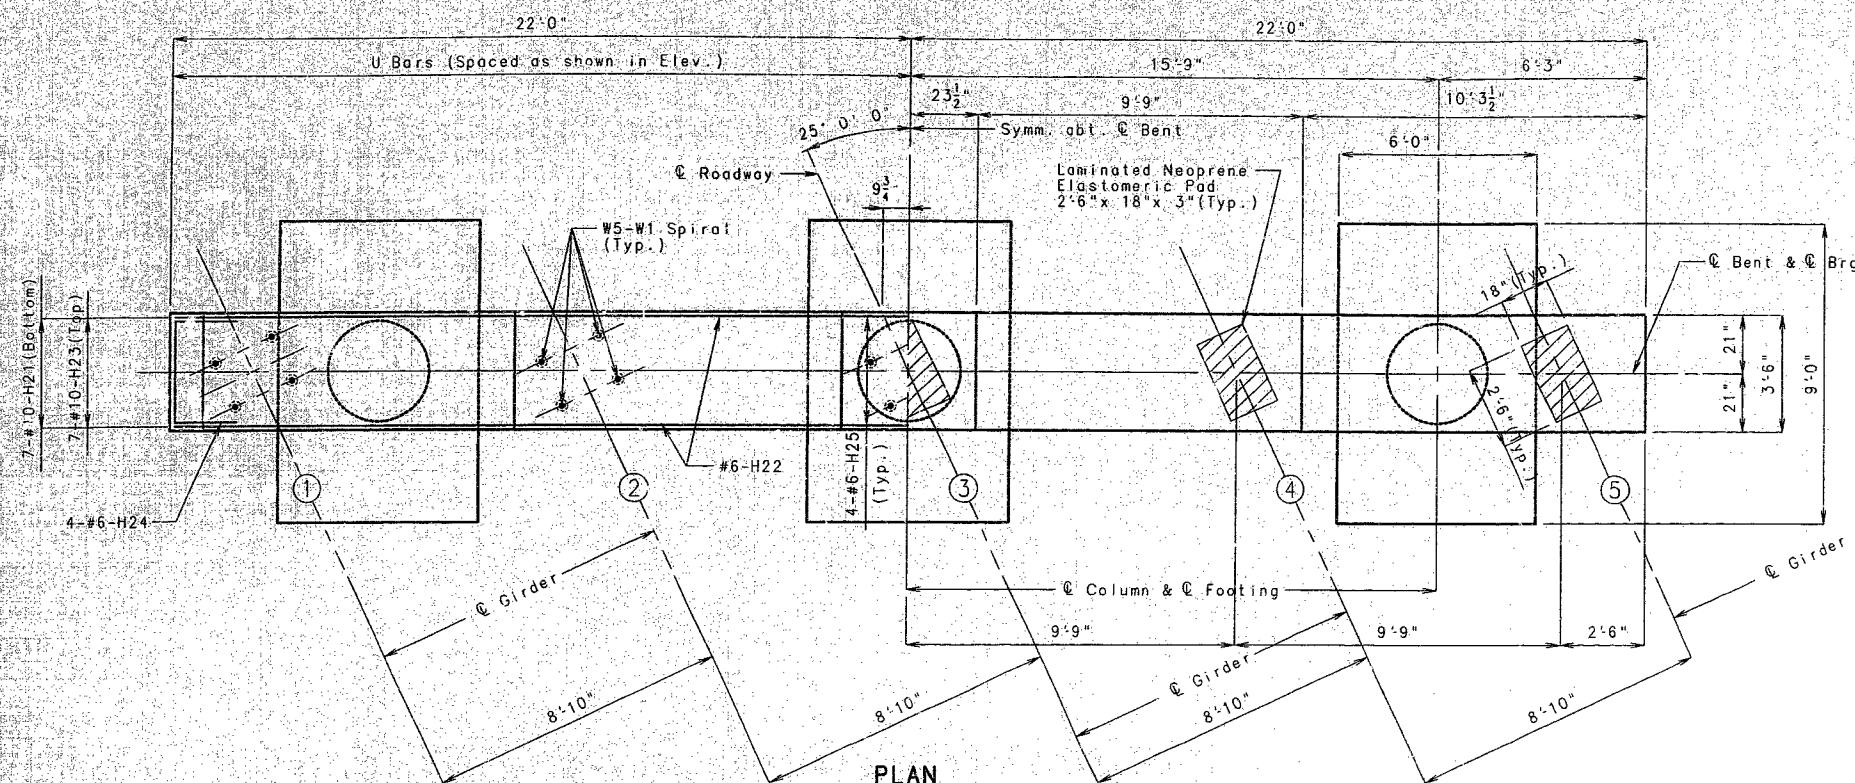 22'-0"
22'-0"
U Bars (Spaced as shown in Elev.)
15'-9"
6'-3"
23½"
9'-9"
10'-3½"
25° 0' 0"
Symm. abt. ℄ Bent
6'-0"
℄ Roadway
9¾"
Laminated Neoprene
Elastomeric Pad
2'-6"x 18"x 3"(Typ.)
W5-W1 Spiral
(Typ.)
℄ Bent & ℄ Brg
18"(Typ.)
7-#10-H21(Bottom)
7-#10-H23(Top)
21"
21"
3'-6"
9'-0"
2'-6"(Typ.)
#6-H22
4-#6-H25
(Typ.)
4-#6-H24
1
2
3
4
5
℄ Girder
℄ Column & ℄ Footing
℄ Girder
9'-9"
9'-9"
2'-6"
℄ Girder
8'-10"
8'-10"
8'-10"
8'-10"
PLAN